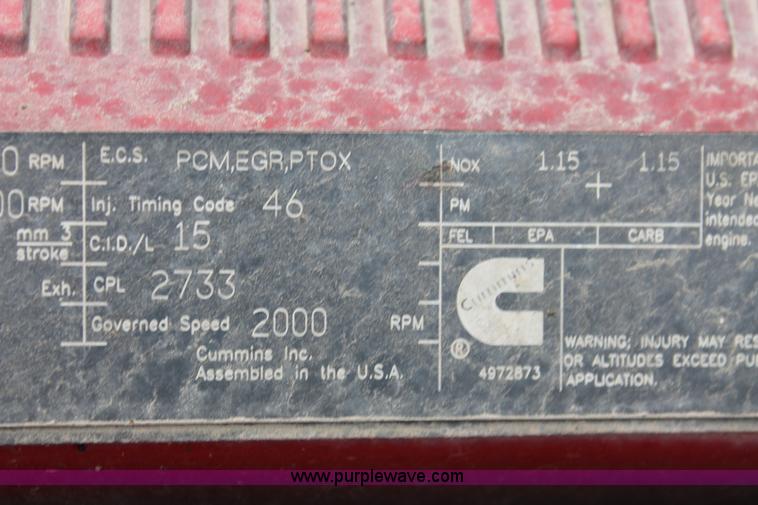 0 RPM E.C.S. PCM,EGR,PTOX NOX 1.15 1.15 IMPORTA
U.S. EP
00 RPM Inj. Timing Code 46 PM Year Ne
mm 3 intended
stroke C.I.D./L 15 FEL EPA CARB engine.
Exh. CPL 2733 Cummins
Governed Speed 2000 RPM
Cummins Inc. WARNING; INJURY MAY RES
® OR ALTITUDES EXCEED PU
Assembled in the U.S.A. 4972873 APPLICATION.
www.purplewave.com